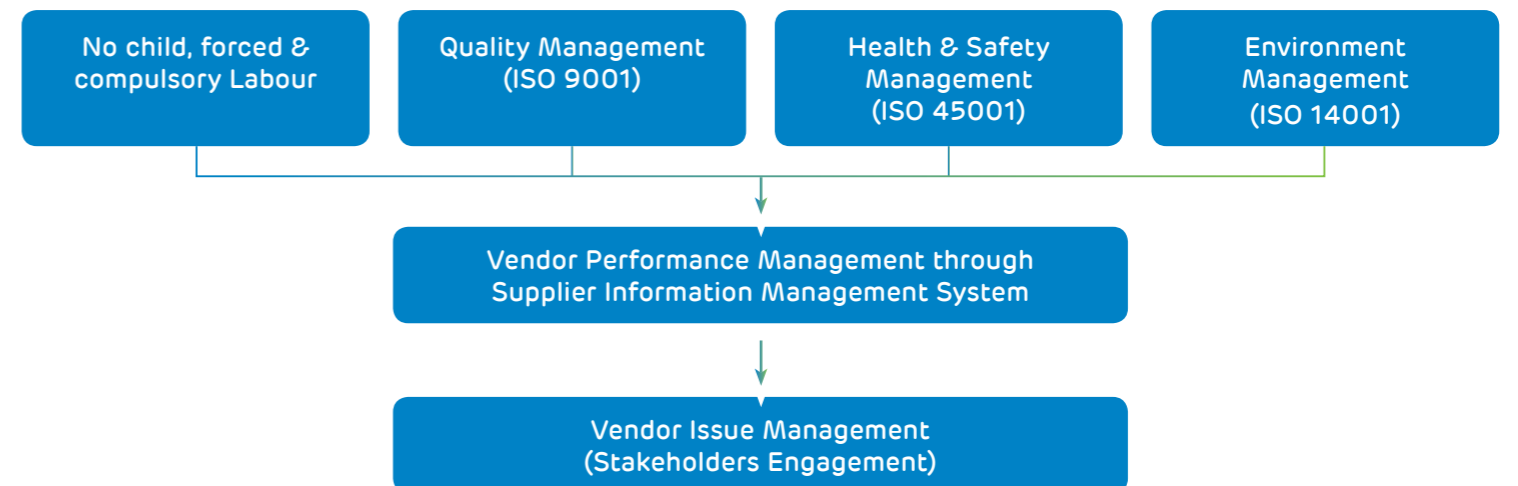 No child, forced &
compulsory Labour
Quality Management
(ISO 9001)
Health & Safety
Management
(ISO 45001)
Environment
Management
(ISO 14001)
Vendor Performance Management through
Supplier Information Management System
Vendor Issue Management
(Stakeholders Engagement)